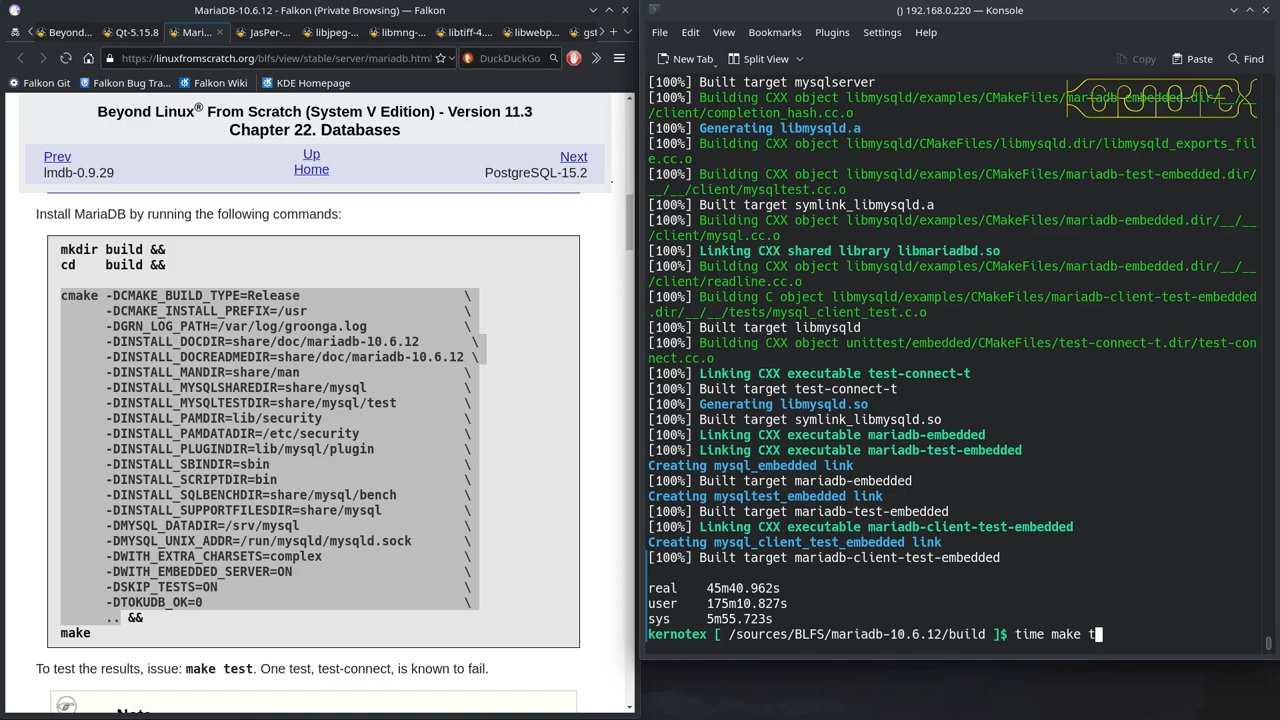 MariaDB-10.6.12 – Falkon (Private Browsing) — Falkon
Beyond...
Qt-5.15.8
Mari...
JasPer-...
libjpeg-...
libmng-...
libtiff-4...
libwebp...
gst
https://linuxfromscratch.org/blfs/view/stable/server/mariadb.html
DuckDuckGo
Falkon Git
Falkon Bug Tra...
Falkon Wiki
KDE Homepage
Beyond Linux® From Scratch (System V Edition) - Version 11.3
Chapter 22. Databases
Prev
Up
Next
lmdb-0.9.29
Home
PostgreSQL-15.2
Install MariaDB by running the following commands:
mkdir build &&
cd    build &&
cmake -DCMAKE_BUILD_TYPE=Release \
-DCMAKE_INSTALL_PREFIX=/usr \
-DGRN_LOG_PATH=/var/log/groonga.log \
-DINSTALL_DOCDIR=share/doc/mariadb-10.6.12 \
-DINSTALL_DOCREADMEDIR=share/doc/mariadb-10.6.12 \
-DINSTALL_MANDIR=share/man \
-DINSTALL_MYSQLSHAREDIR=share/mysql \
-DINSTALL_MYSQLTESTDIR=share/mysql/test \
-DINSTALL_PAMDIR=lib/security \
-DINSTALL_PAMDATADIR=/etc/security \
-DINSTALL_PLUGINDIR=lib/mysql/plugin \
-DINSTALL_SBINDIR=sbin \
-DINSTALL_SCRIPTDIR=bin \
-DINSTALL_SQLBENCHDIR=share/mysql/bench \
-DINSTALL_SUPPORTFILESDIR=share/mysql \
-DMYSQL_DATADIR=/srv/mysql \
-DMYSQL_UNIX_ADDR=/run/mysqld/mysqld.sock \
-DWITH_EXTRA_CHARSETS=complex \
-DWITH_EMBEDDED_SERVER=ON \
-DSKIP_TESTS=ON \
-DTOKUDB_OK=0 \
.. &&
make
To test the results, issue: make test. One test, test-connect, is known to fail.
Note
() 192.168.0.220 — Konsole
File Edit View Bookmarks Plugins Settings Help
New Tab Split View Copy Paste Find
[100%] Built target mysqlserver
[100%] Building CXX object libmysqld/examples/CMakeFiles/mariadb-embedded.dir/__/__
/client/completion_hash.cc.o
[100%] Generating libmysqld.a
[100%] Building CXX object libmysqld/CMakeFiles/libmysqld.dir/libmysqld_exports_fil
e.cc.o
[100%] Building CXX object libmysqld/examples/CMakeFiles/mariadb-test-embedded.dir/
__/__/client/mysqltest.cc.o
[100%] Built target symlink_libmysqld.a
[100%] Building CXX object libmysqld/examples/CMakeFiles/mariadb-embedded.dir/__/__
/client/mysql.cc.o
[100%] Linking CXX shared library libmariadbd.so
[100%] Building CXX object libmysqld/examples/CMakeFiles/mariadb-embedded.dir/__/__
/client/readline.cc.o
[100%] Building C object libmysqld/examples/CMakeFiles/mariadb-client-test-embedded
.dir/__/__/tests/mysql_client_test.c.o
[100%] Built target libmysqld
[100%] Building CXX object unittest/embedded/CMakeFiles/test-connect-t.dir/test-con
nect.cc.o
[100%] Linking CXX executable test-connect-t
[100%] Built target test-connect-t
[100%] Generating libmysqld.so
[100%] Built target symlink_libmysqld.so
[100%] Linking CXX executable mariadb-embedded
[100%] Linking CXX executable mariadb-test-embedded
Creating mysql_embedded link
[100%] Built target mariadb-embedded
Creating mysqltest_embedded link
[100%] Built target mariadb-test-embedded
[100%] Linking CXX executable mariadb-client-test-embedded
Creating mysql_client_test_embedded link
[100%] Built target mariadb-client-test-embedded
real    45m40.962s
user    175m10.827s
sys     5m55.723s
kernotex [ /sources/BLFS/mariadb-10.6.12/build ]$ time make t